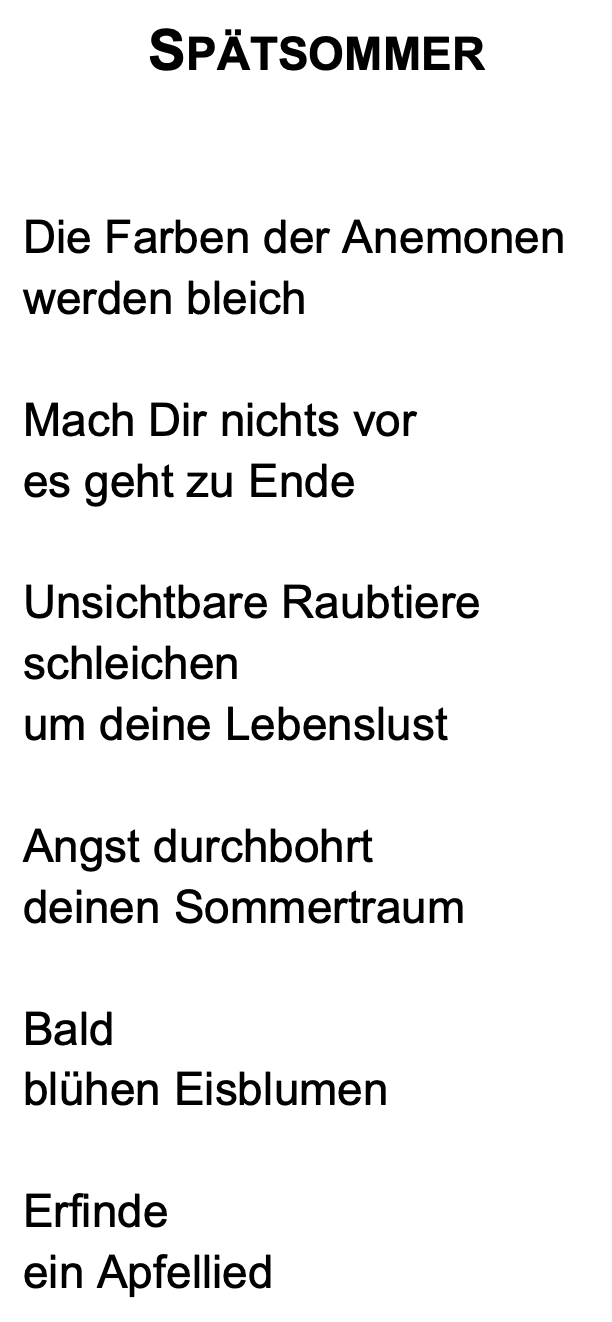 SPÄTSOMMER
Die Farben der Anemonen
werden bleich
Mach Dir nichts vor
es geht zu Ende
Unsichtbare Raubtiere
schleichen
um deine Lebenslust
Angst durchbohrt
deinen Sommertraum
Bald
blühen Eisblumen
Erfinde
ein Apfellied